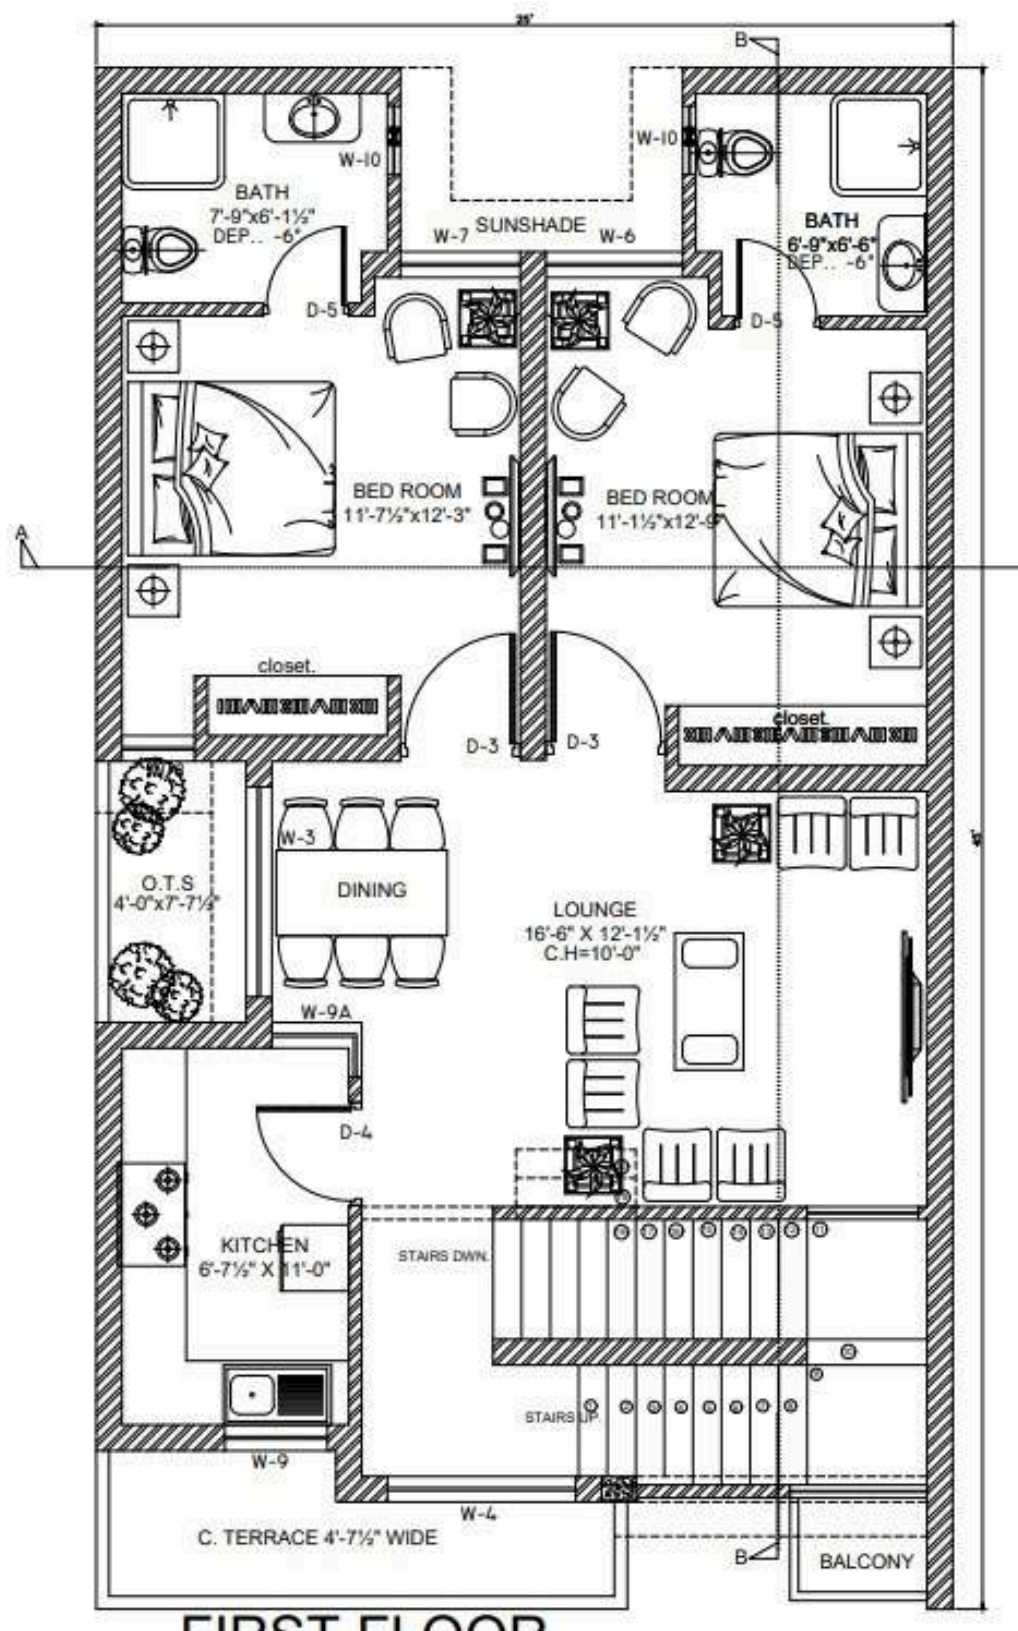 25'
B
W-10
W-10
BATH
7'-9"x6'-1½"
DEP.. -6"
SUNSHADE
W-7
W-6
BATH
6'-9"x6'-6"
DEP.. -6"
D-5
D-5
BED ROOM
11'-7½"x12'-3"
BED ROOM
11'-1½"x12'-9"
A
closet.
closet.
D-3
D-3
W-3
45'
O.T.S
4'-0"x7'-7½"
DINING
LOUNGE
16'-6" X 12'-1½"
C.H=10'-0"
W-9A
D-4
KITCHEN
6'-7½" X 11'-0"
STAIRS DWN.
STAIRS UP.
W-9
W-4
C. TERRACE 4'-7½" WIDE
B
BALCONY
FIRST FLOOR